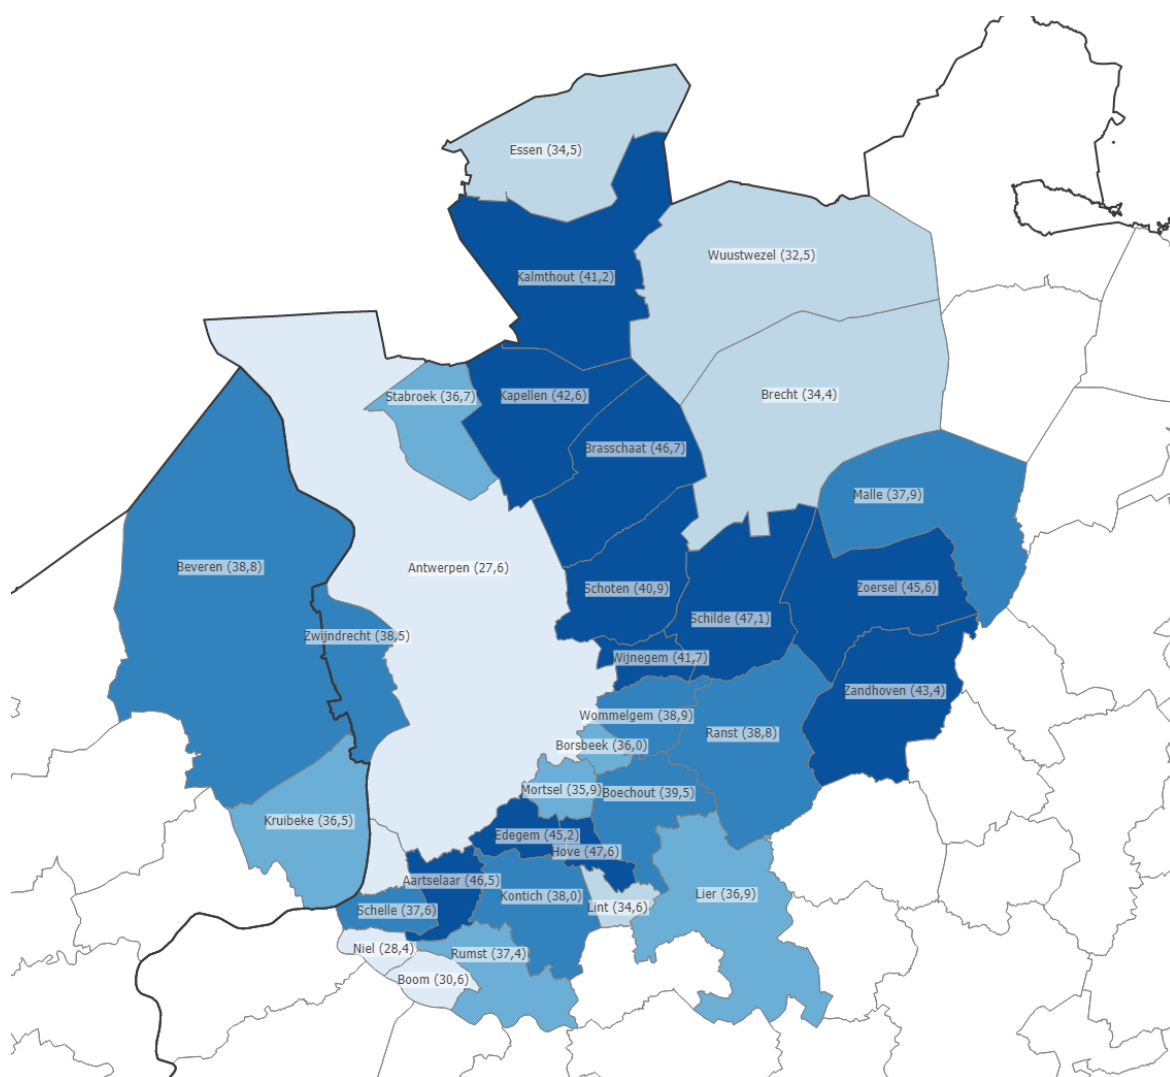 Essen (34,5)
Wuustwezel (32,5)
Kalmthout (41,2)
Brecht (34,4)
Stabroek (36,7)
Kapellen (42,6)
Brasschaat (46,7)
Malle (37,9)
Beveren (38,8)
Antwerpen (27,6)
Schoten (40,9)
Zoersel (45,6)
Schilde (47,1)
Zwijndrecht (38,5)
Wijnegem (41,7)
Zandhoven (43,4)
Wommelgem (38,9)
Ranst (38,8)
Borsbeek (36,0)
Mortsel (35,9)
Boechout (39,5)
Kruibeke (36,5)
Edegem (45,2)
Hove (47,6)
Aartselaar (46,5)
Kontich (38,0)
Lier (36,9)
Lint (34,6)
Schelle (37,6)
Niel (28,4)
Rumst (37,4)
Boom (30,6)